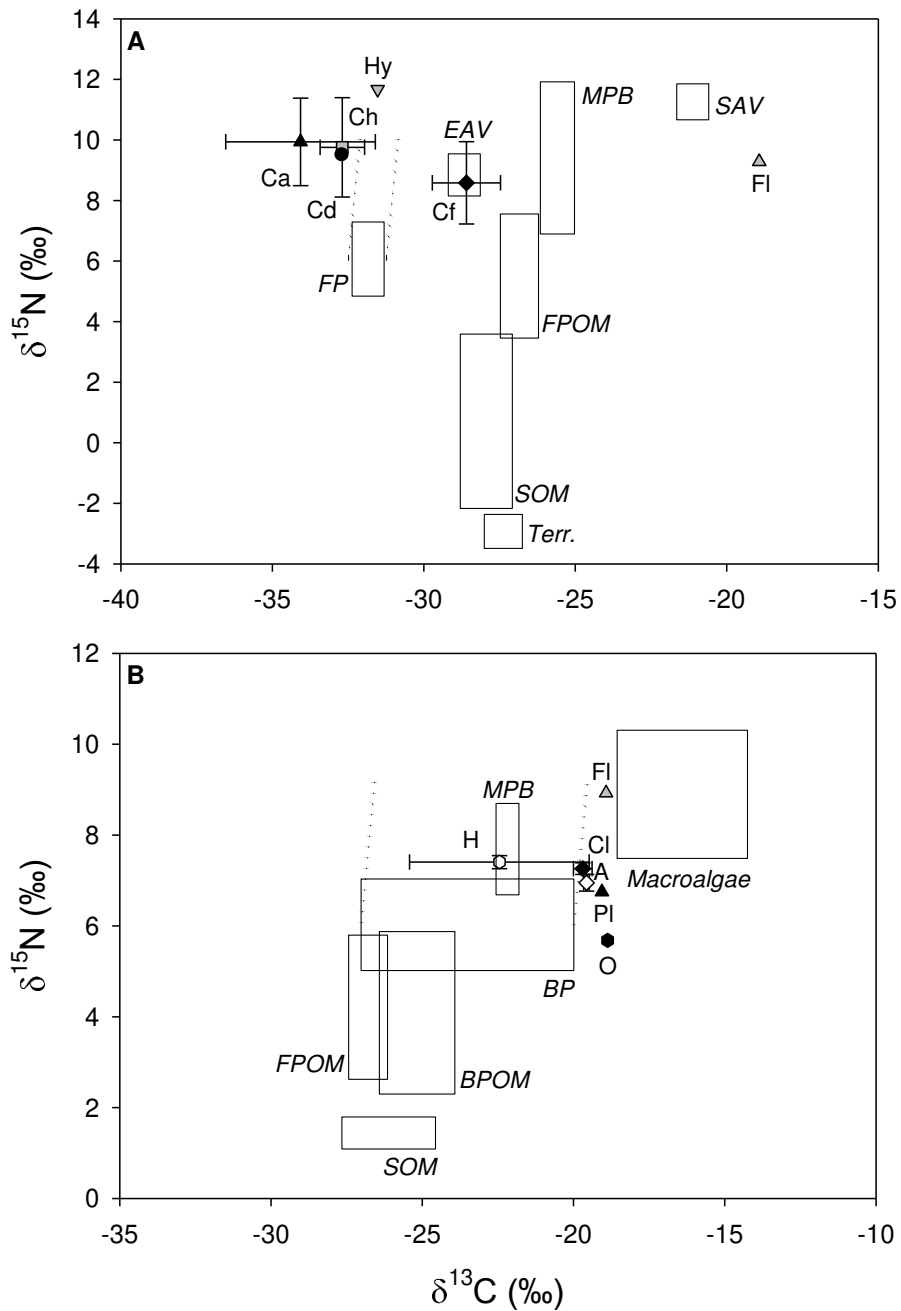 14
A
12
Hy
MPB
SAV
Ch
EAV
10
Ca
Fl
8
Cd
Cf
δ15N (‰)
6
FP
4
FPOM
2
0
-2
SOM
Terr.
-4
-40 -35 -30 -25 -20 -15
12
B
10
Fl
MPB
8
H
Cl
Macroalgae
A
Pl
6
O
BP
δ15N (‰)
4
FPOM
BPOM
2
SOM
0
-35 -30 -25 -20 -15 -10
δ13C (‰)